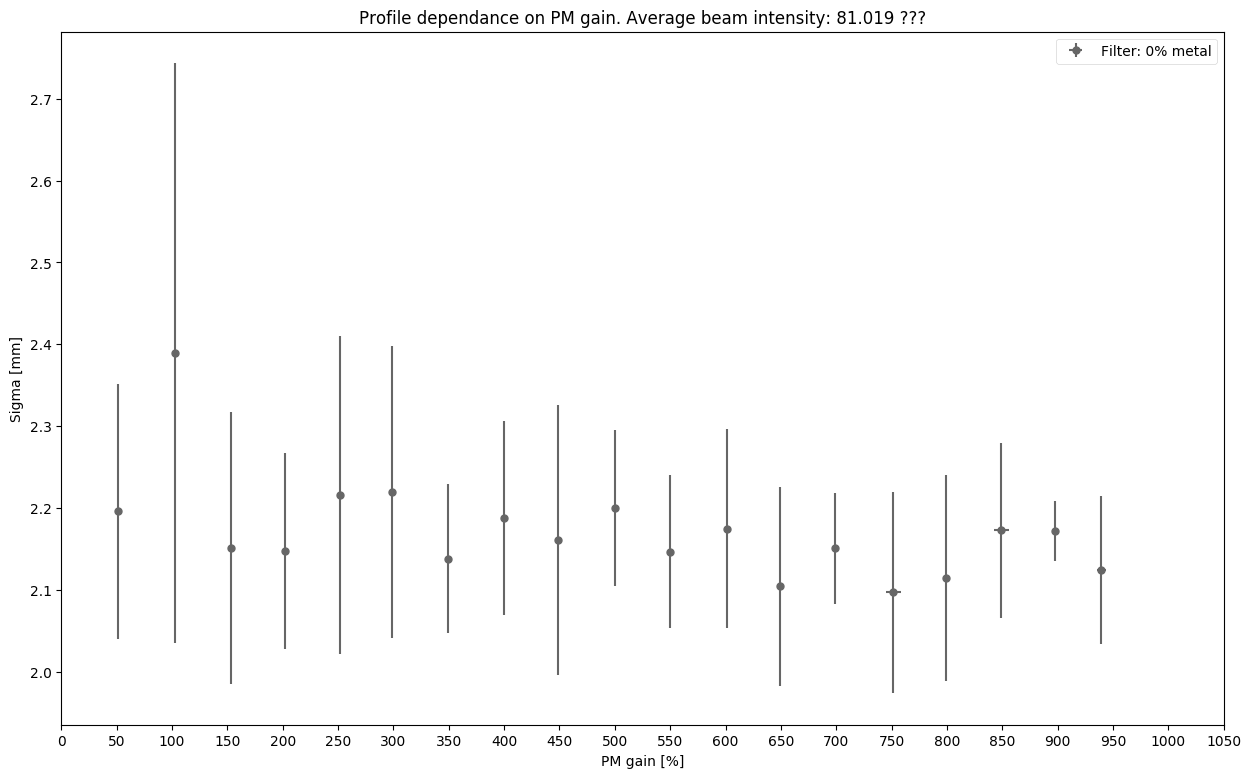 Profile dependance on PM gain. Average beam intensity: 81.019 ???
Filter: 0% metal
Sigma [mm]
2.7
2.6
2.5
2.4
2.3
2.2
2.1
2.0
0 50 100 150 200 250 300 350 400 450 500 550 600 650 700 750 800 850 900 950 1000 1050
PM gain [%]